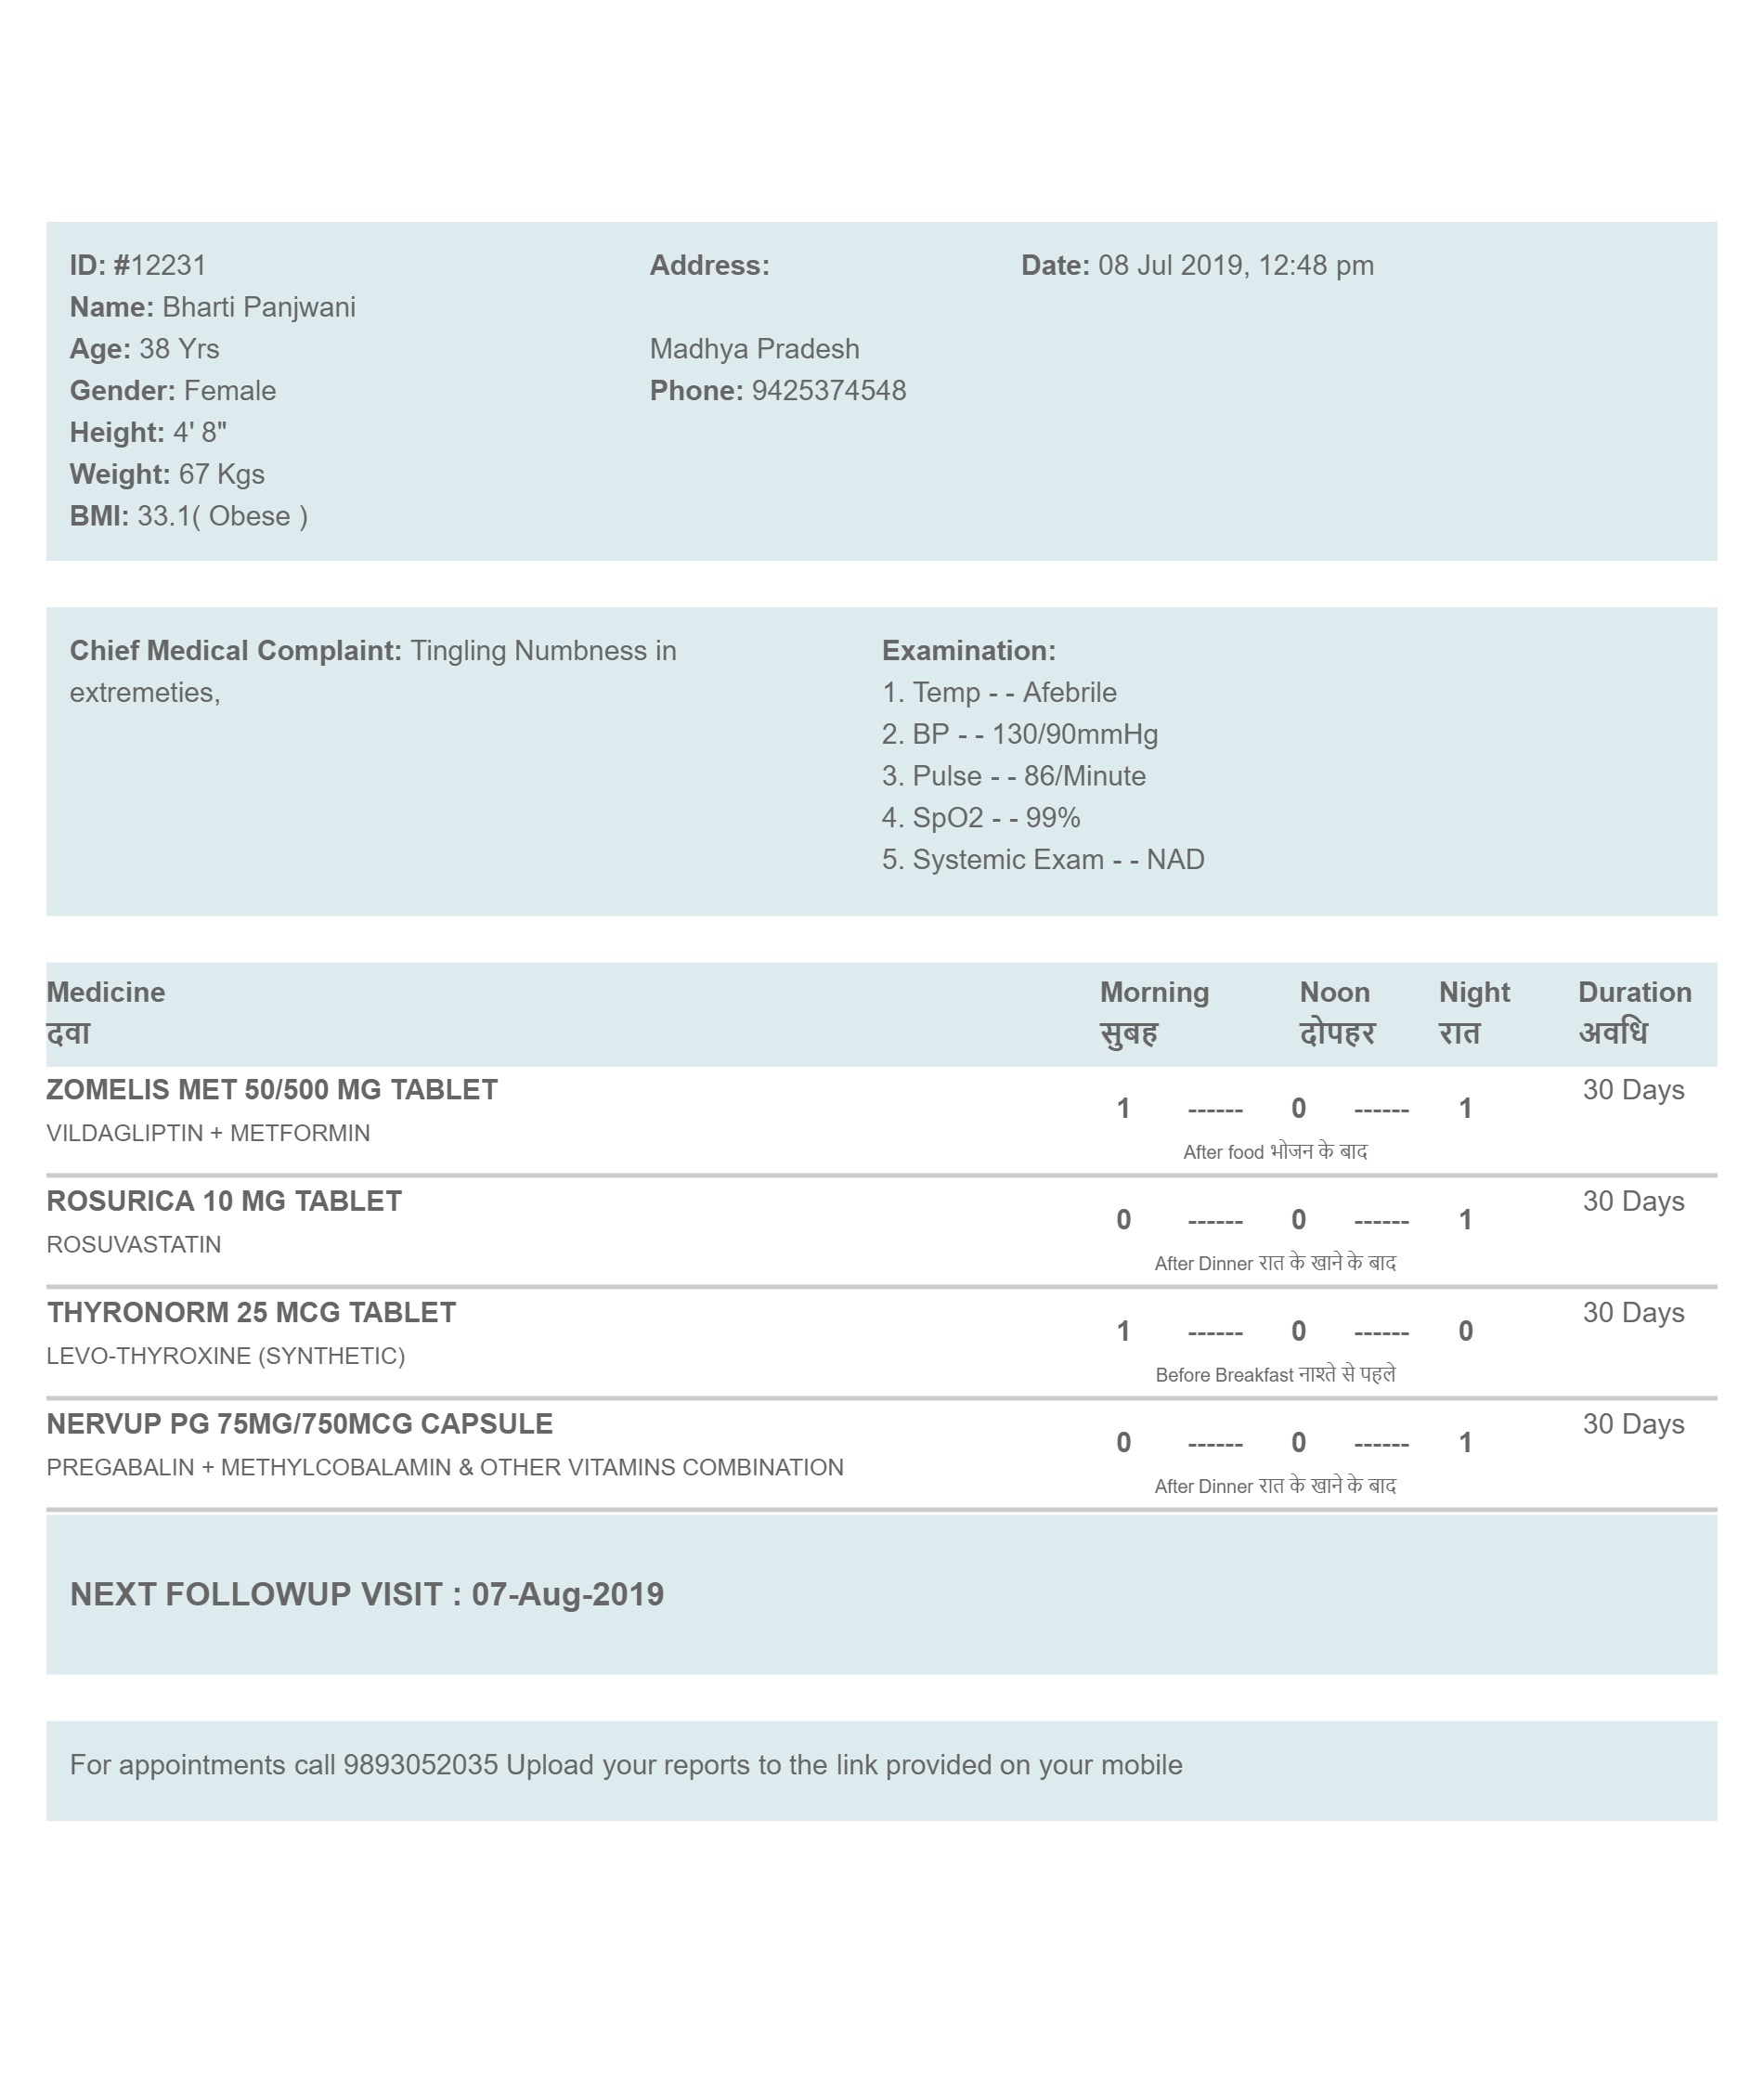 ID: #12231 Address: Date: 08 Jul 2019, 12:48 pm
Name: Bharti Panjwani
Age: 38 Yrs Madhya Pradesh
Gender: Female Phone: 9425374548
Height: 4' 8"
Weight: 67 Kgs
BMI: 33.1( Obese )
Chief Medical Complaint: Tingling Numbness in
extremeties,
Examination:
1. Temp - - Afebrile
2. BP - - 130/90mmHg
3. Pulse - - 86/Minute
4. SpO2 - - 99%
5. Systemic Exam - - NAD
Medicine Morning Noon Night Duration
दवा सुबह दोपहर रात अवधि
ZOMELIS MET 50/500 MG TABLET 30 Days
1 ------ 0 ------ 1
VILDAGLIPTIN + METFORMIN
After food भोजन के बाद
ROSURICA 10 MG TABLET 30 Days
0 ------ 0 ------ 1
ROSUVASTATIN
After Dinner रात के खाने के बाद
THYRONORM 25 MCG TABLET 30 Days
1 ------ 0 ------ 0
LEVO-THYROXINE (SYNTHETIC)
Before Breakfast नाश्ते से पहले
NERVUP PG 75MG/750MCG CAPSULE 30 Days
0 ------ 0 ------ 1
PREGABALIN + METHYLCOBALAMIN & OTHER VITAMINS COMBINATION
After Dinner रात के खाने के बाद
NEXT FOLLOWUP VISIT : 07-Aug-2019
For appointments call 9893052035 Upload your reports to the link provided on your mobile